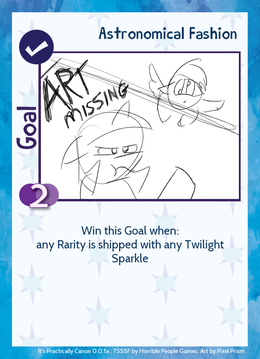 Astronomical Fashion
ART
MISSING
Goal
2
Win this Goal when:
any Rarity is shipped with any Twilight
Sparkle
It's Practically Canon 0.0.1a ; TSSSF by Horrible People Games. Art by Pixel Prism.